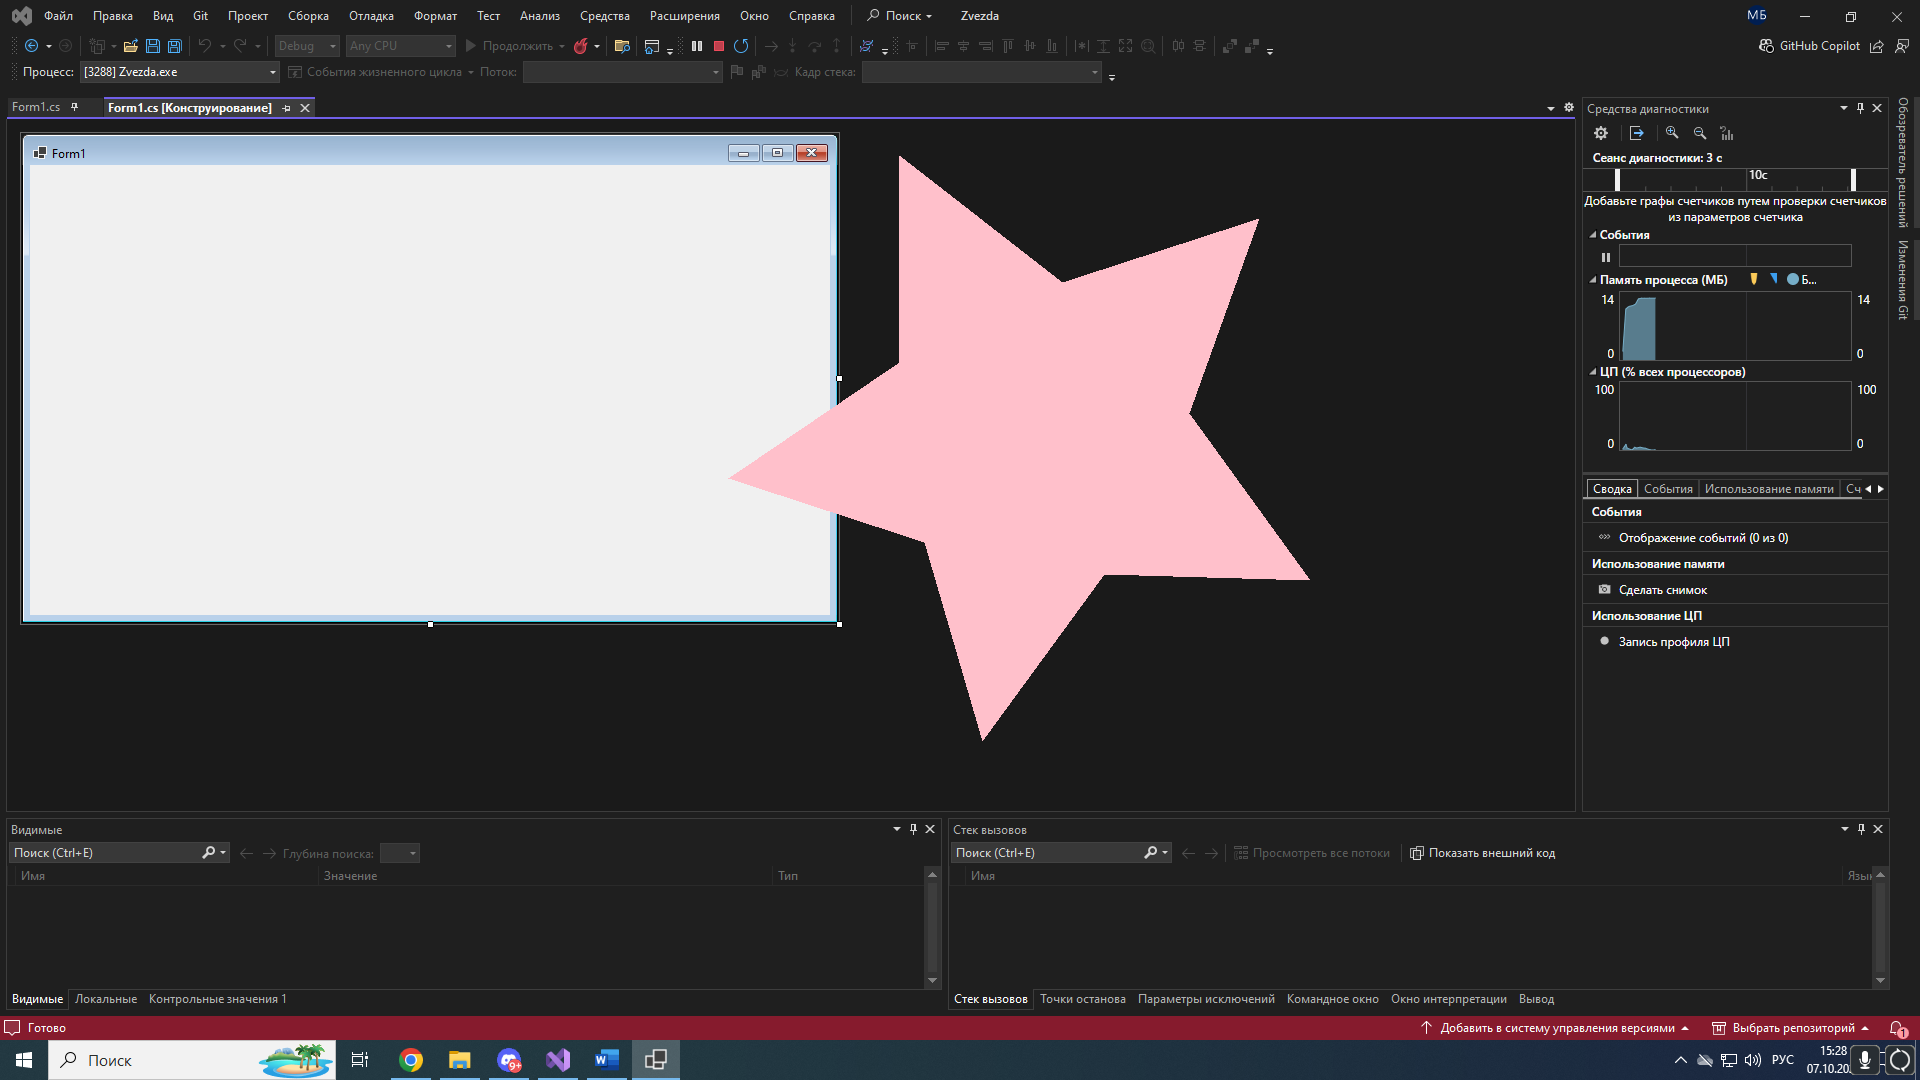 Файл Правка Вид Git Проект Сборка Отладка Формат Тест Анализ Средства Расширения Окно Справка Поиск Zvezda МБ
Debug Any CPU Продолжить GitHub Copilot
Процесс: [3288] Zvezda.exe События жизненного цикла Поток: Кадр стека:
Form1.cs Form1.cs [Конструирование]
Form1
Средства диагностики
Сеанс диагностики: 3 с
10с
Добавьте графы счетчиков путем проверки счетчиков
из параметров счетчика
События
Память процесса (МБ) Б...
14 14
0 0
ЦП (% всех процессоров)
100 100
0 0
Сводка События Использование памяти Сч
События
Отображение событий (0 из 0)
Использование памяти
Сделать снимок
Использование ЦП
Запись профиля ЦП
Обозреватель решений
Изменения Git
Видимые
Поиск (Ctrl+E) Глубина поиска:
Имя Значение Тип
Видимые Локальные Контрольные значения 1
Стек вызовов
Поиск (Ctrl+E) Просмотреть все потоки Показать внешний код
Имя Язык
Стек вызовов Точки останова Параметры исключений Командное окно Окно интерпретации Вывод
Готово Добавить в систему управления версиями Выбрать репозиторий 1
Поиск 9+ W РУС 15:28
07.10.20